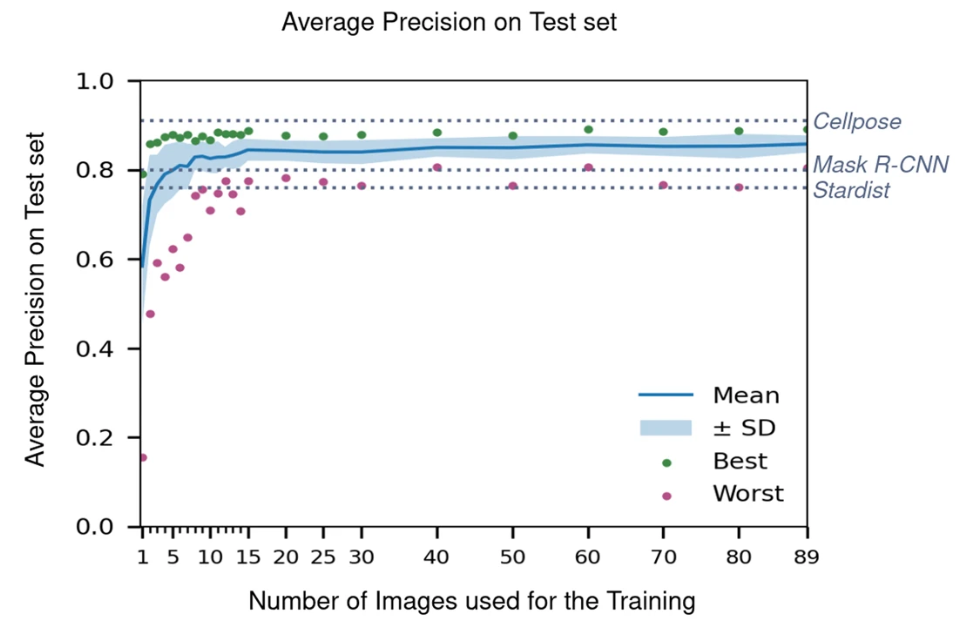 Average Precision on Test set
Average Precision on Test set
1.0
0.8
0.6
0.4
0.2
0.0
Cellpose
Mask R-CNN
Stardist
Mean
± SD
Best
Worst
1 5 10 15 20 25 30 40 50 60 70 80 89
Number of Images used for the Training